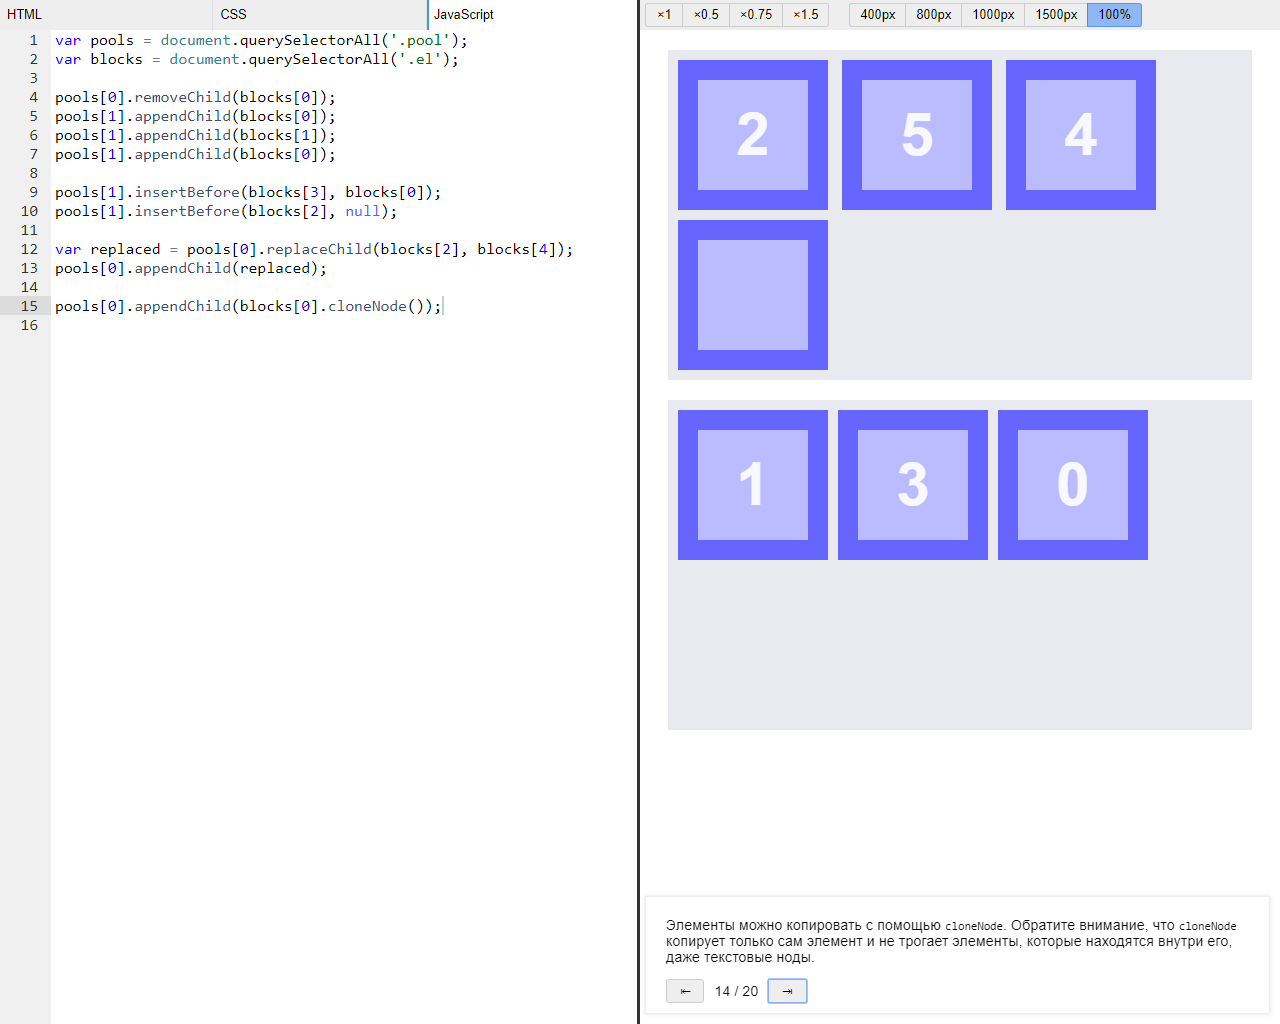 HTML CSS JavaScript
1 var pools = document.querySelectorAll('.pool');
2 var blocks = document.querySelectorAll('.el');
3
4 pools[0].removeChild(blocks[0]);
5 pools[1].appendChild(blocks[0]);
6 pools[1].appendChild(blocks[1]);
7 pools[1].appendChild(blocks[0]);
8
9 pools[1].insertBefore(blocks[3], blocks[0]);
10 pools[1].insertBefore(blocks[2], null);
11
12 var replaced = pools[0].replaceChild(blocks[2], blocks[4]);
13 pools[0].appendChild(replaced);
14
15 pools[0].appendChild(blocks[0].cloneNode());
16
×1 ×0.5 ×0.75 ×1.5 400px 800px 1000px 1500px 100%
2 5 4
1 3 0
Элементы можно копировать с помощью cloneNode. Обратите внимание, что cloneNode
копирует только сам элемент и не трогает элементы, которые находятся внутри его,
даже текстовые ноды.
⇤ 14 / 20 ⇥